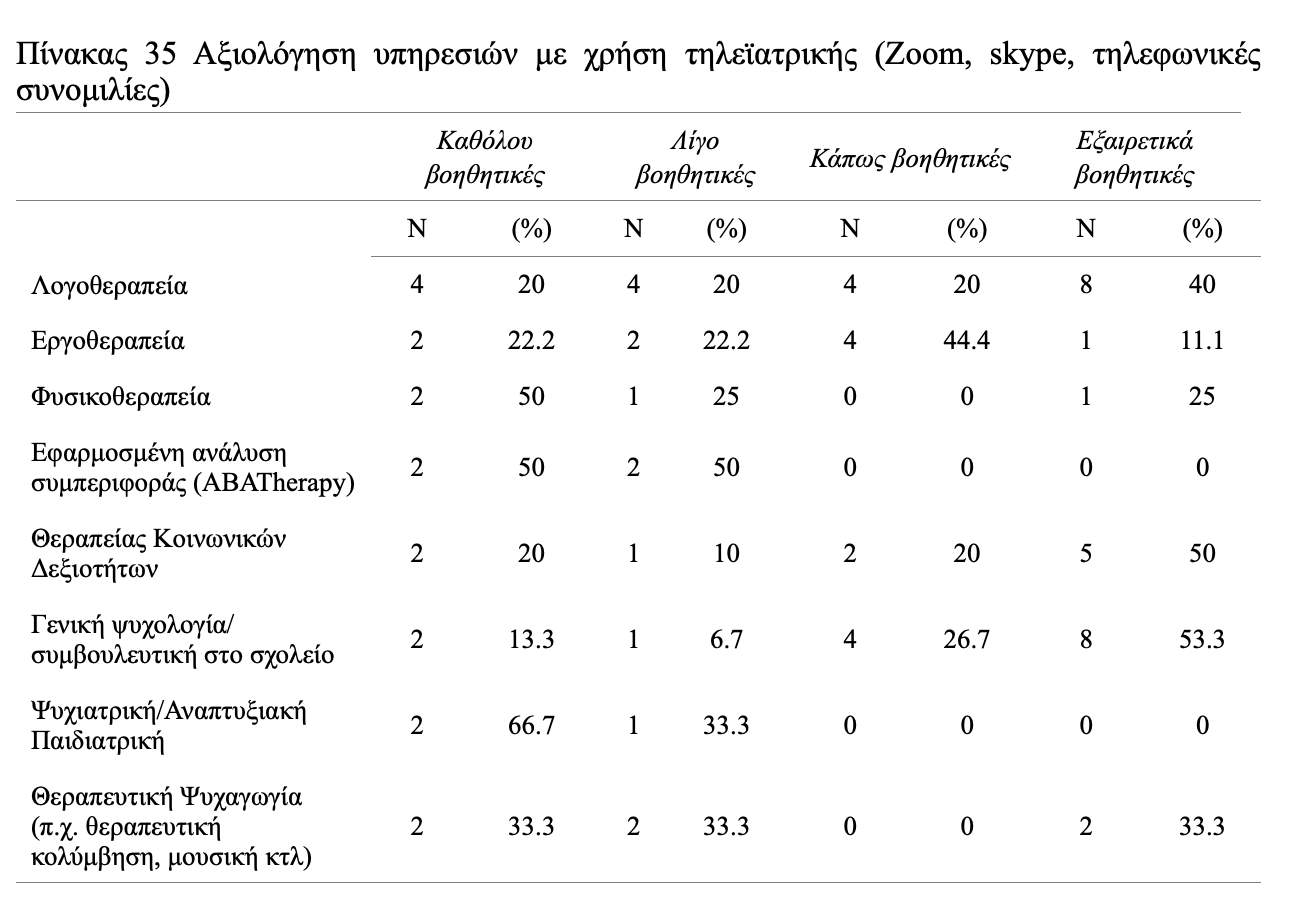 Πίνακας 35 Αξιολόγηση υπηρεσιών με χρήση τηλεϊατρικής (Zoom, skype, τηλεφωνικές
συνομιλίες)
Καθόλου βοηθητικές Λίγο βοηθητικές Κάπως βοηθητικές Εξαιρετικά βοηθητικές
N (%) N (%) N (%) N (%)
Λογοθεραπεία 4 20 4 20 4 20 8 40
Εργοθεραπεία 2 22.2 2 22.2 4 44.4 1 11.1
Φυσικοθεραπεία 2 50 1 25 0 0 1 25
Εφαρμοσμένη ανάλυση
συμπεριφοράς (ABATherapy) 2 50 2 50 0 0 0 0
Θεραπείας Κοινωνικών
Δεξιοτήτων 2 20 1 10 2 20 5 50
Γενική ψυχολογία/
συμβουλευτική στο σχολείο 2 13.3 1 6.7 4 26.7 8 53.3
Ψυχιατρική/Αναπτυξιακή
Παιδιατρική 2 66.7 1 33.3 0 0 0 0
Θεραπευτική Ψυχαγωγία
(π.χ. θεραπευτική
κολύμβηση, μουσική κτλ) 2 33.3 2 33.3 0 0 2 33.3